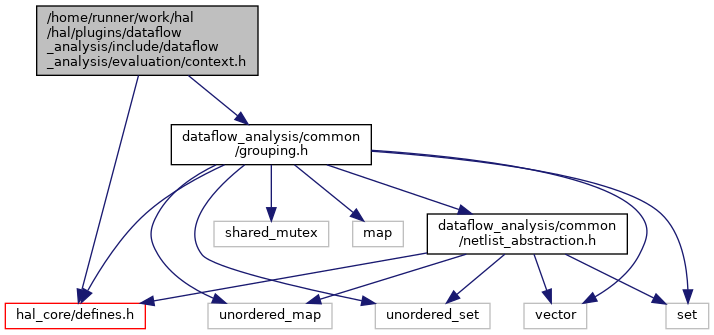 /home/runner/work/hal
/hal/plugins/dataflow
_analysis/include/dataflow
_analysis/evaluation/context.h
dataflow_analysis/common
/grouping.h
shared_mutex
map
dataflow_analysis/common
/netlist_abstraction.h
hal_core/defines.h
unordered_map
unordered_set
vector
set